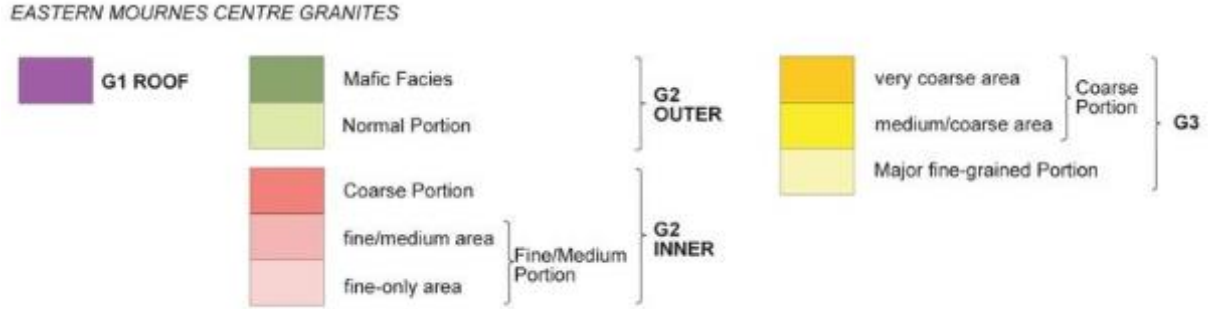 EASTERN MOURNES CENTRE GRANITES
G1 ROOF
Mafic Facies
Normal Portion
G2
OUTER
Coarse Portion
fine/medium area
fine-only area
Fine/Medium
Portion
G2
INNER
very coarse area
medium/coarse area
Coarse
Portion
Major fine-grained Portion
G3